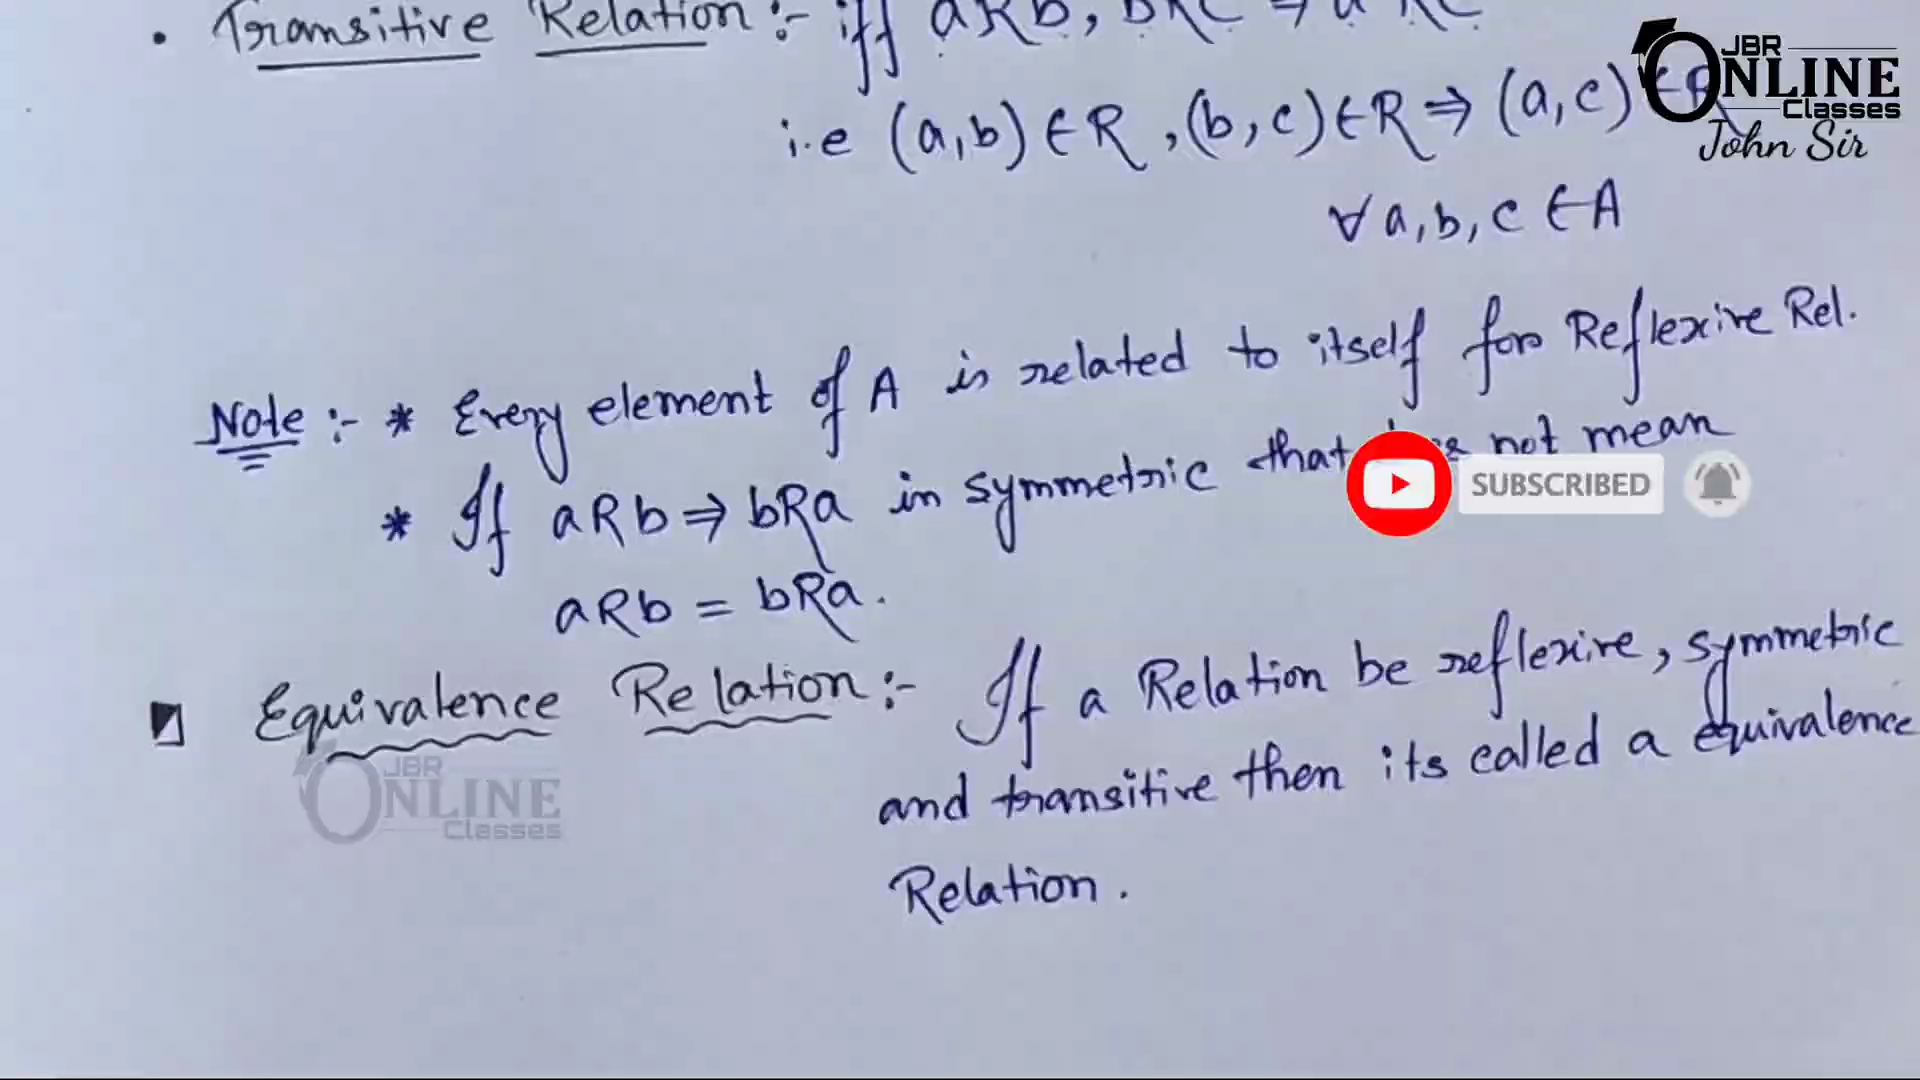 • Transitive Relation :- iff aRb, bRc ⇒ a Rc
i.e (a,b) ∈ R , (b,c) ∈ R ⇒ (a,c) ∈ R
∀ a, b, c ∈ A
Note :- * Every element of A is related to itself for Reflexive Rel.
* If aRb ⇒ bRa in symmetric that not mean
aRb = bRa.
Equivalence Relation :- If a Relation be reflexive, symmetric
and transitive then its called a equivalence
Relation.
JBR
ONLINE
Classes
John Sir
SUBSCRIBED
JBR
ONLINE
Classes